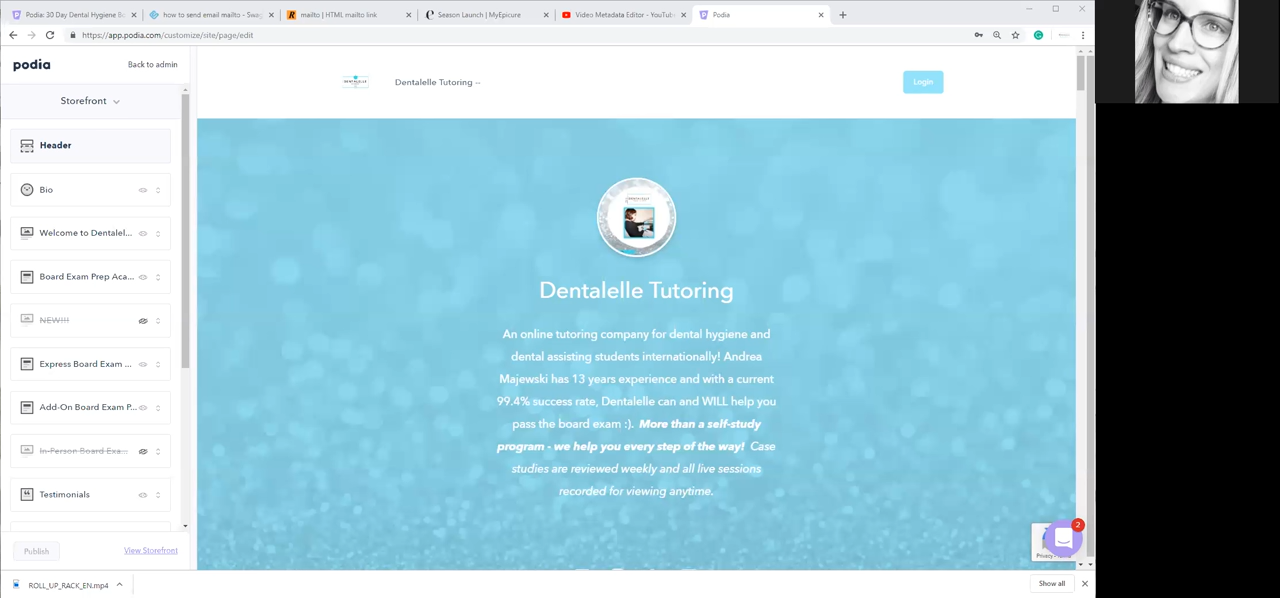 Podia: 30 Day Dental Hygiene B
how to send email mailto - Swag
mailto | HTML mailto link
Season Launch | MyEpicure
Video Metadata Editor - YouTub
Podia
https://app.podia.com/customize/site/page/edit
podia
Back to admin
Storefront
Header
Bio
Welcome to Dentalel...
Board Exam Prep Aca...
NEW!!!
Express Board Exam ...
Add-On Board Exam P...
In-Person Board Exa...
Testimonials
Publish
View Storefront
DENTALELLE
Dentalelle Tutoring --
Login
Dentalelle Tutoring
An online tutoring company for dental hygiene and
dental assisting students internationally! Andrea
Majewski has 13 years experience and with a current
99.4% success rate, Dentalelle can and WILL help you
pass the board exam :). More than a self-study
program - we help you every step of the way! Case
studies are reviewed weekly and all live sessions
recorded for viewing anytime.
2
Privacy - Terms
ROLL_UP_RACK_EN.mp4
Show all